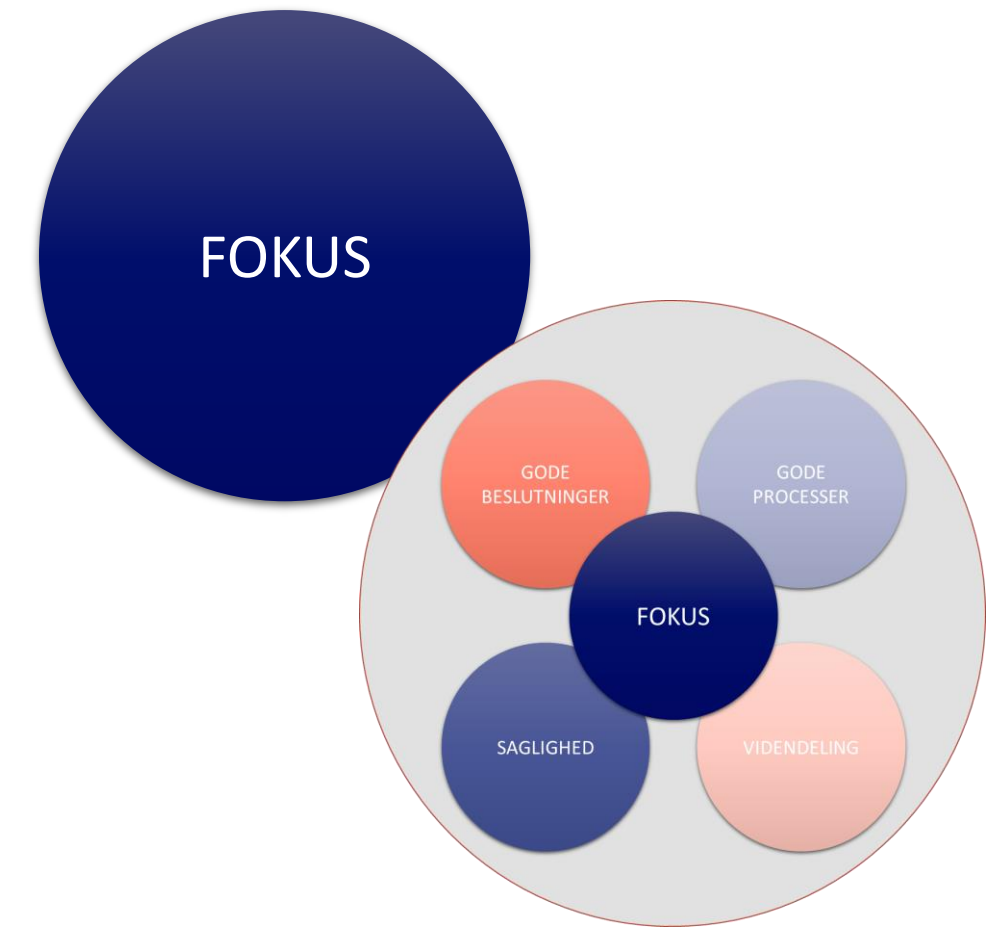 FOKUS
GODE
BESLUTNINGER
GODE
PROCESSER
FOKUS
SAGLIGHED
VIDENDELING